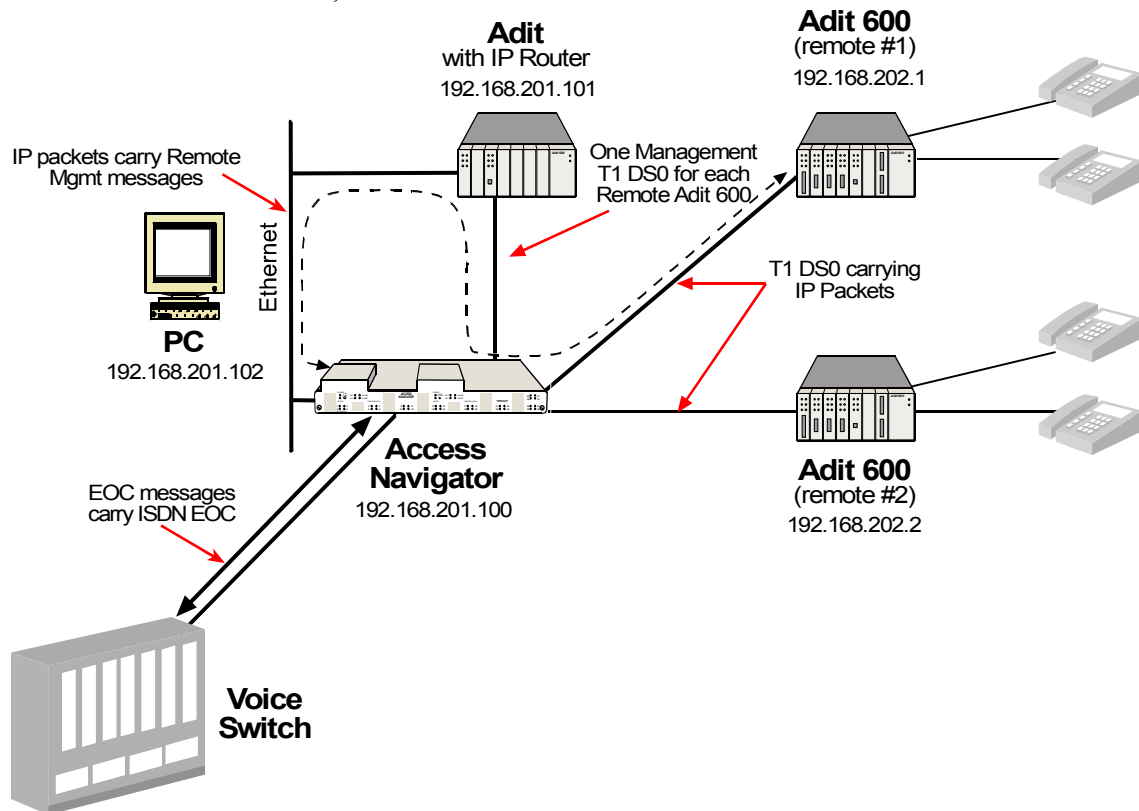 Adit
with IP Router
192.168.201.101
Adit 600
(remote #1)
192.168.202.1
IP packets carry Remote
Mgmt messages
One Management
T1 DS0 for each
Remote Adit 600
Ethernet
T1 DS0 carrying
IP Packets
PC
192.168.201.102
Access
Navigator
192.168.201.100
Adit 600
(remote #2)
192.168.202.2
EOC messages
carry ISDN EOC
Voice
Switch